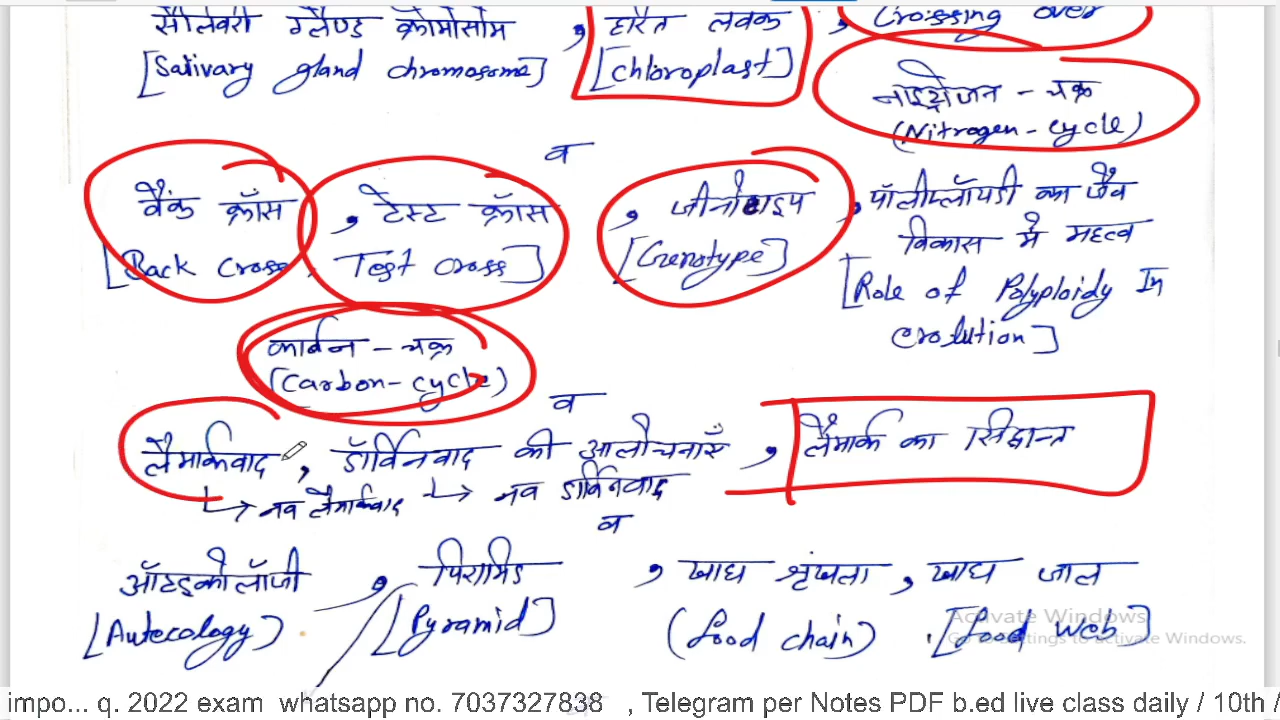 सैलिवरी ग्लैण्ड क्रोमोसोम , हरित लवक , Crossing over
[Salivary gland chromosome] [Chloroplast]
नाइट्रोजन - चक्र
(Nitrogen - cycle)
व
बैक क्रॉस , टेस्ट क्रॉस , जीनोटाइप , पॉलीप्लॉयडी का जैव
विकास में महत्व
[Back cross, Test cross] [Genotype] [Role of Polyploidy In
evolution]
कार्बन - चक्र
(Carbon - cycle)
व
लैमार्कवाद , डार्विनवाद की आलोचनाएँ , लैमार्क का सिद्धान्त
↳ नव लैमार्कवाद ↳ नव डार्विनवाद
व
ऑटइकोलॉजी , पिरामिड , खाद्य श्रृंखला , खाद्य जाल
[Autecology) [Pyramid] (food chain) . [food web]
Activate Windows
Go to Settings to activate Windows.
impo... q. 2022 exam whatsapp no. 7037327838 , Telegram per Notes PDF b.ed live class daily / 10th /